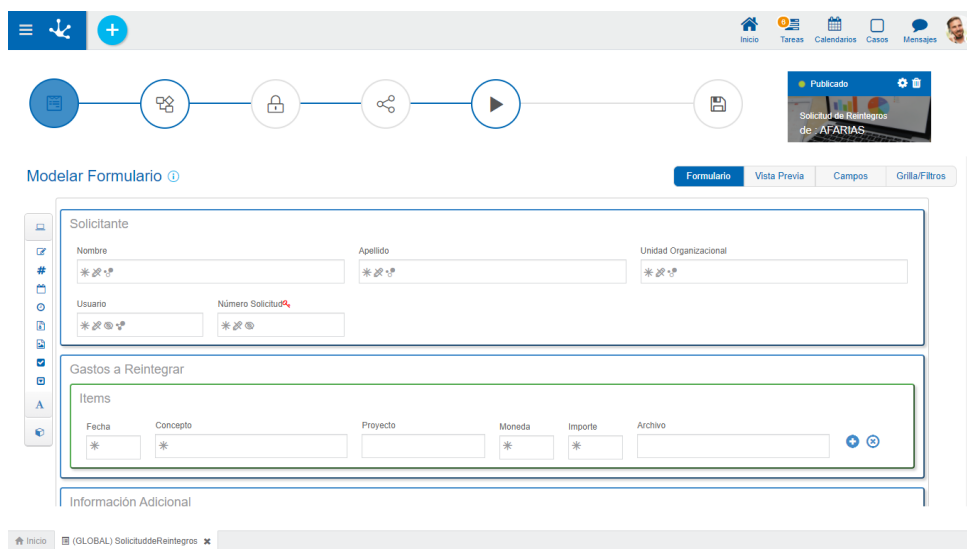 6
Inicio Tareas Calendarios Casos Mensajes
Publicado
Solicitud de Reintegros
de : AFARIAS
Modelar Formulario
Formulario Vista Previa Campos Grilla/Filtros
Solicitante
Nombre Apellido Unidad Organizacional
Usuario Número Solicitud
Gastos a Reintegrar
Items
Fecha Concepto Proyecto Moneda Importe Archivo
Información Adicional
Inicio (GLOBAL) SolicituddeReintegros